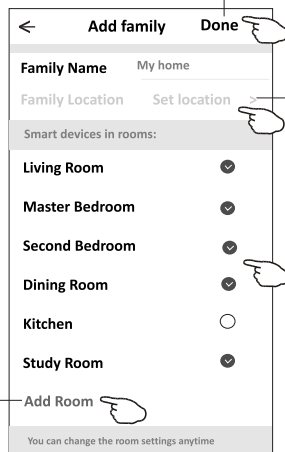 ← Add family Done
Family Name My home
Family Location Set location >
Smart devices in rooms:
Living Room
Master Bedroom
Second Bedroom
Dining Room
Kitchen
Study Room
Add Room
You can change the room settings anytime